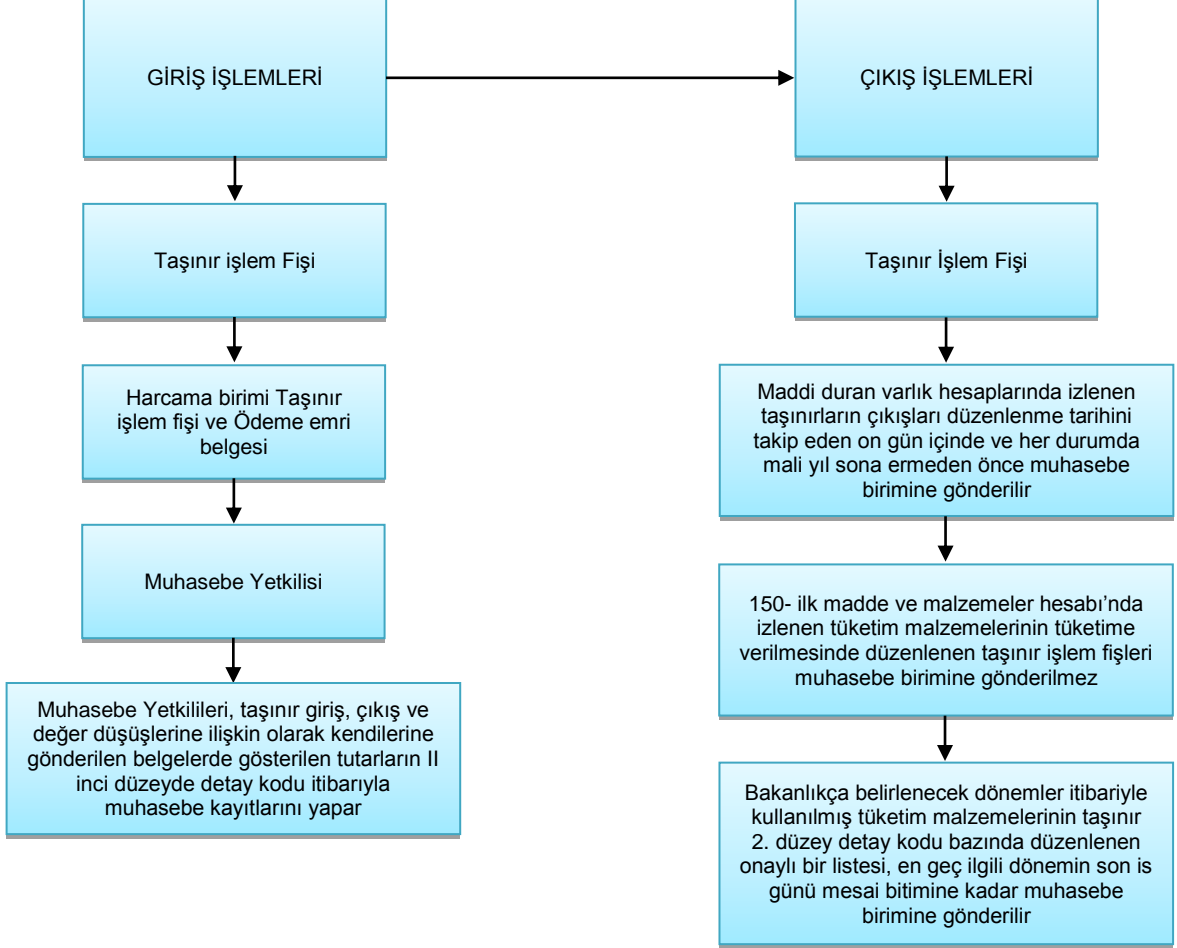 GİRİŞ İŞLEMLERİ
Taşınır işlem Fişi
Harcama birimi Taşınır
işlem fişi ve Ödeme emri
belgesi
Muhasebe Yetkilisi
Muhasebe Yetkilileri, taşınır giriş, çıkış ve
değer düşüşlerine ilişkin olarak kendilerine
gönderilen belgelerde gösterilen tutarların II
inci düzeyde detay kodu itibarıyla
muhasebe kayıtlarını yapar
ÇIKIŞ İŞLEMLERİ
Taşınır İşlem Fişi
Maddi duran varlık hesaplarında izlenen
taşınırların çıkışları düzenlenme tarihini
takip eden on gün içinde ve her durumda
mali yıl sona ermeden önce muhasebe
birimine gönderilir
150- ilk madde ve malzemeler hesabı’nda
izlenen tüketim malzemelerinin tüketime
verilmesinde düzenlenen taşınır işlem fişleri
muhasebe birimine gönderilmez
Bakanlıkça belirlenecek dönemler itibariyle
kullanılmış tüketim malzemelerinin taşınır
2. düzey detay kodu bazında düzenlenen
onaylı bir listesi, en geç ilgili dönemin son is
günü mesai bitimine kadar muhasebe
birimine gönderilir